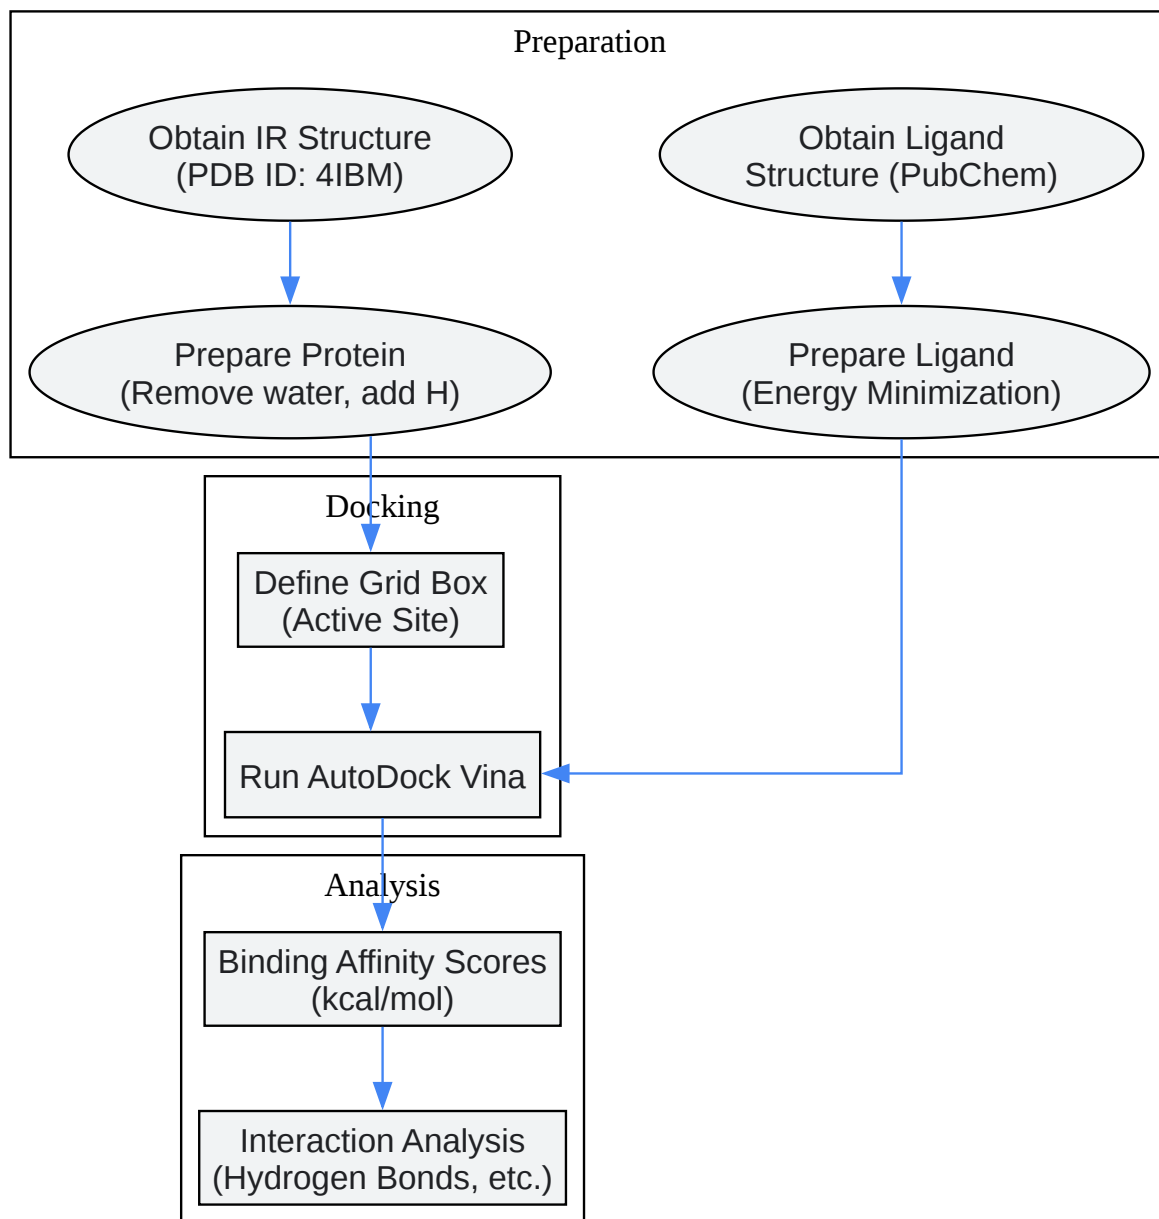 Preparation
Obtain IR Structure
(PDB ID: 4IBM)
Obtain Ligand
Structure (PubChem)
Prepare Protein
(Remove water, add H)
Prepare Ligand
(Energy Minimization)
Docking
Define Grid Box
(Active Site)
Run AutoDock Vina
Analysis
Binding Affinity Scores
(kcal/mol)
Interaction Analysis
(Hydrogen Bonds, etc.)